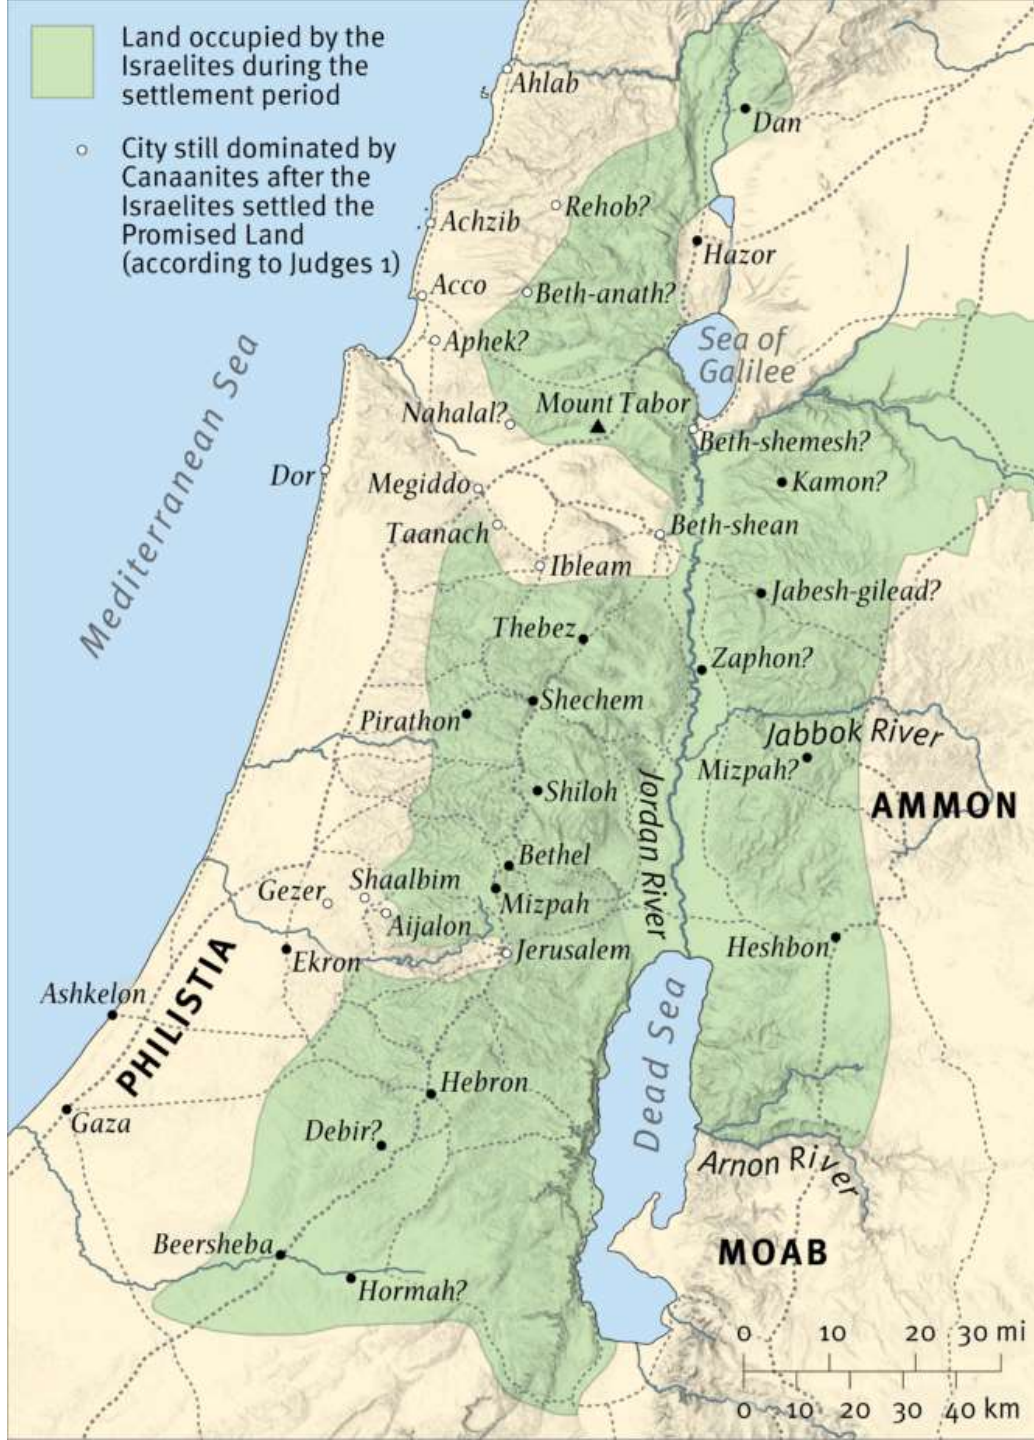 Land occupied by the
Israelites during the
settlement period
City still dominated by
Canaanites after the
Israelites settled the
Promised Land
(according to Judges 1)
Ahlab
Dan
Rehob?
Achzib
Hazor
Acco
Beth-anath?
Aphek?
Sea of
Galilee
Mediterranean Sea
Mount Tabor
Nahalal?
Beth-shemesh?
Dor
Megiddo
Kamon?
Taanach
Beth-shean
Ibleam
Jabesh-gilead?
Thebez
Zaphon?
Shechem
Pirathon
Jabbok River
Mizpah?
Shiloh
Jordan River
AMMON
Bethel
Shaalbim
Gezer
Mizpah
Aijalon
Jerusalem
Heshbon
Ekron
Ashkelon
PHILISTIA
Dead Sea
Hebron
Gaza
Debir?
Arnon River
Beersheba
MOAB
Hormah?
0 10 20 30 mi
0 10 20 30 40 km